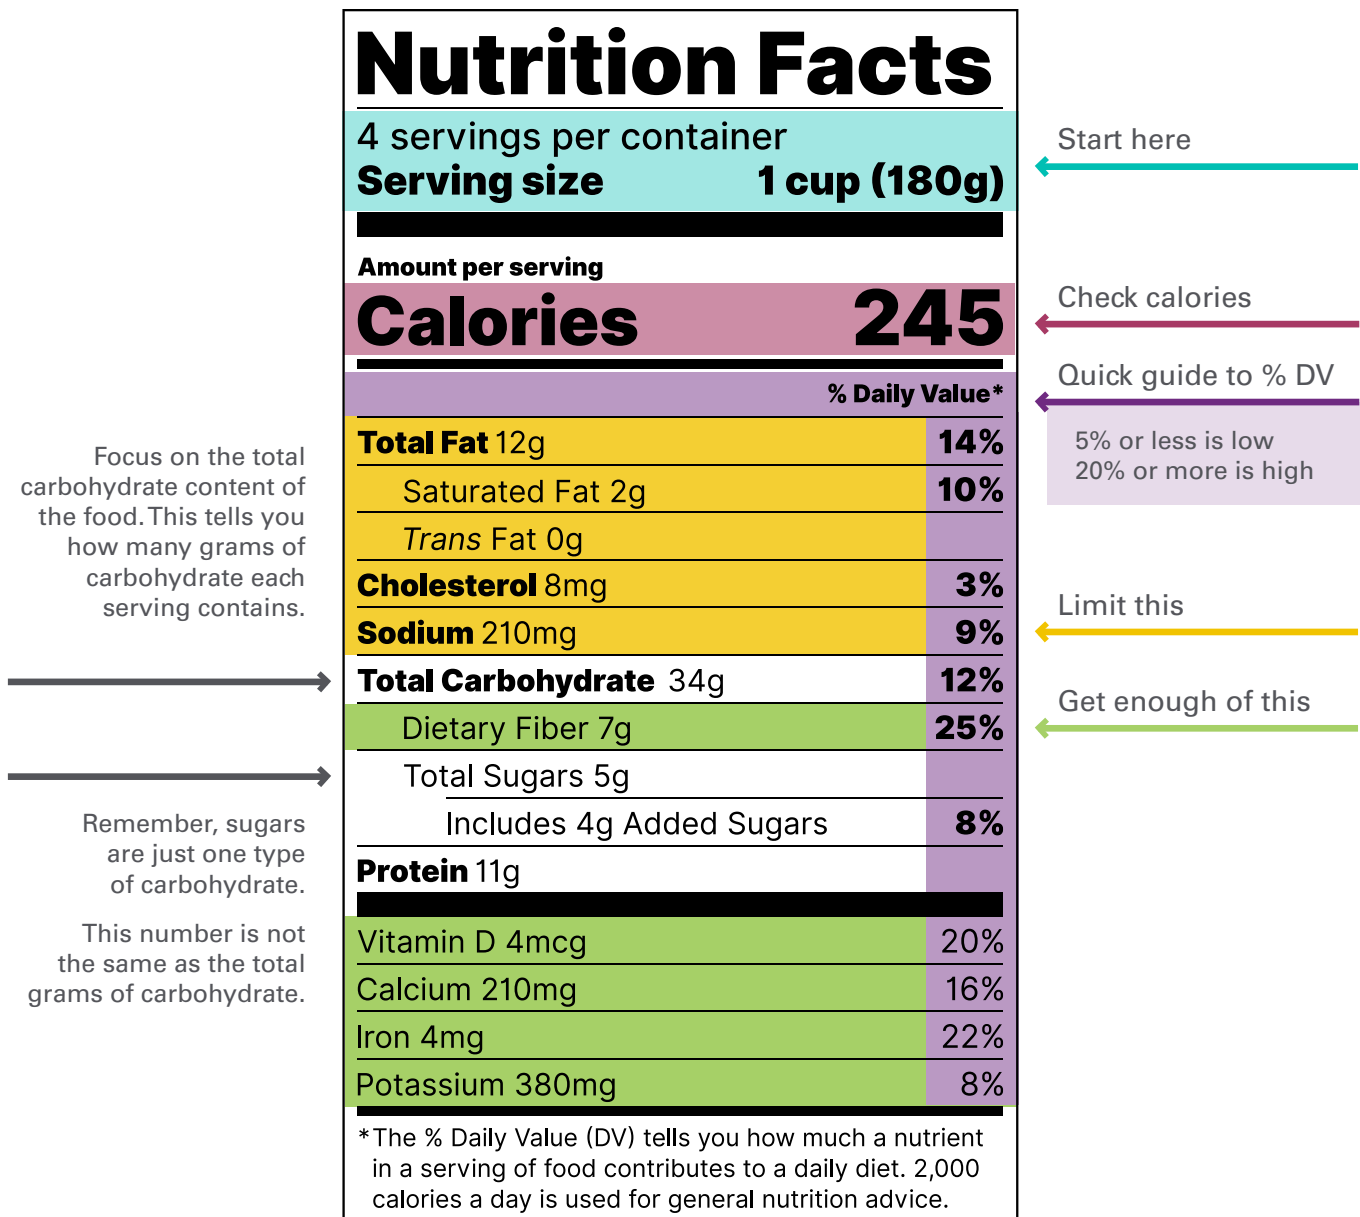 Nutrition Facts
4 servings per container
Serving size 1 cup (180g)
Amount per serving
Calories 245
% Daily Value*
Total Fat 12g 14%
Saturated Fat 2g 10%
Trans Fat 0g
Cholesterol 8mg 3%
Sodium 210mg 9%
Total Carbohydrate 34g 12%
Dietary Fiber 7g 25%
Total Sugars 5g
Includes 4g Added Sugars 8%
Protein 11g
Vitamin D 4mcg 20%
Calcium 210mg 16%
Iron 4mg 22%
Potassium 380mg 8%
*The % Daily Value (DV) tells you how much a nutrient
in a serving of food contributes to a daily diet. 2,000
calories a day is used for general nutrition advice.
Focus on the total
carbohydrate content of
the food. This tells you
how many grams of
carbohydrate each
serving contains.
Remember, sugars
are just one type
of carbohydrate.
This number is not
the same as the total
grams of carbohydrate.
Start here
Check calories
Quick guide to % DV
5% or less is low
20% or more is high
Limit this
Get enough of this